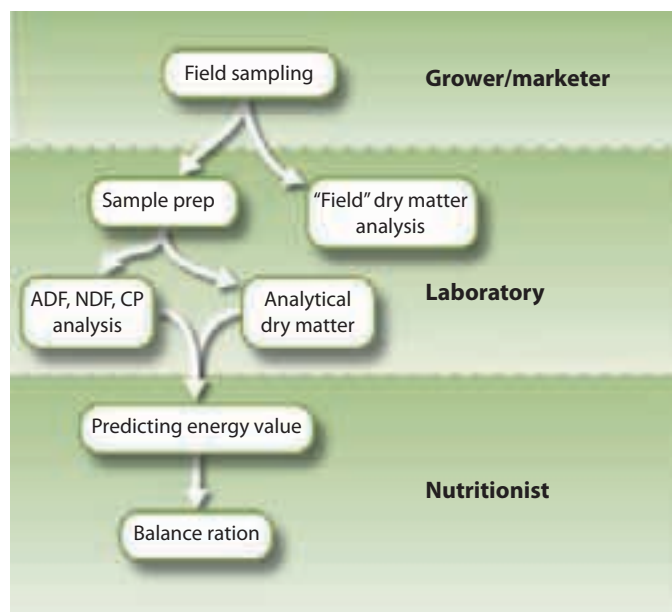 Field sampling
Grower/marketer
Sample prep
“Field” dry matter
analysis
ADF, NDF, CP
analysis
Analytical
dry matter
Laboratory
Predicting energy value
Nutritionist
Balance ration